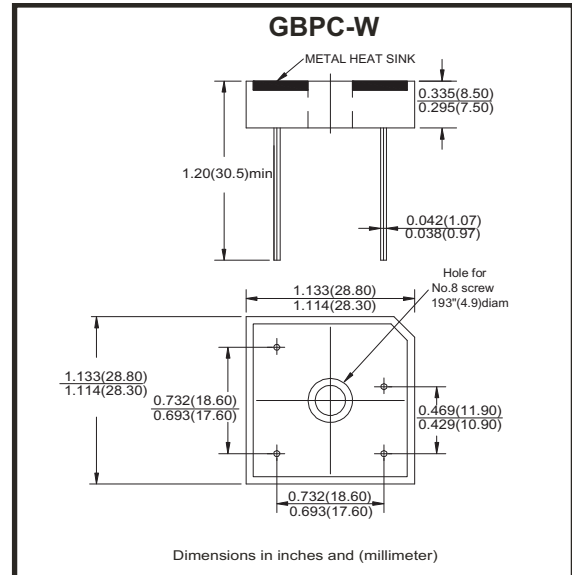 GBPC-W
METAL HEAT SINK
0.335(8.50)
0.295(7.50)
1.20(30.5)min
0.042(1.07)
0.038(0.97)
Hole for
No.8 screw
193"(4.9)diam
1.133(28.80)
1.114(28.30)
1.133(28.80)
1.114(28.30)
0.732(18.60)
0.693(17.60)
0.469(11.90)
0.429(10.90)
0.732(18.60)
0.693(17.60)
Dimensions in inches and (millimeter)